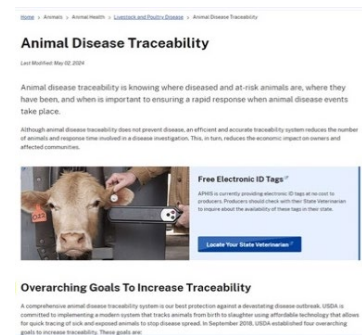 Home > Animals > Animal Health > Livestock and Poultry Disease > Animal Disease Traceability
Animal Disease Traceability
Last Modified: May 02, 2024
Animal disease traceability is knowing where diseased and at-risk animals are, where they
have been, and when is important to ensuring a rapid response when animal disease events
take place.
Although animal disease traceability does not prevent disease, an efficient and accurate traceability system reduces the number
of animals and response time involved in a disease investigation. This, in turn, reduces the economic impact on owners and
affected communities.
Free Electronic ID Tags
APHIS is currently providing electronic ID tags at no cost to
producers. Producers should check with their State Veterinarian
to inquire about the availability of these tags in their state.
Locate Your State Veterinarian
Overarching Goals To Increase Traceability
A comprehensive animal disease traceability system is our best protection against a devastating disease outbreak. USDA is
committed to implementing a modern system that tracks animals from birth to slaughter using affordable technology that allows
for quick tracing of sick and exposed animals to stop disease spread. In September 2018, USDA established four overarching
goals to increase traceability. These goals are: